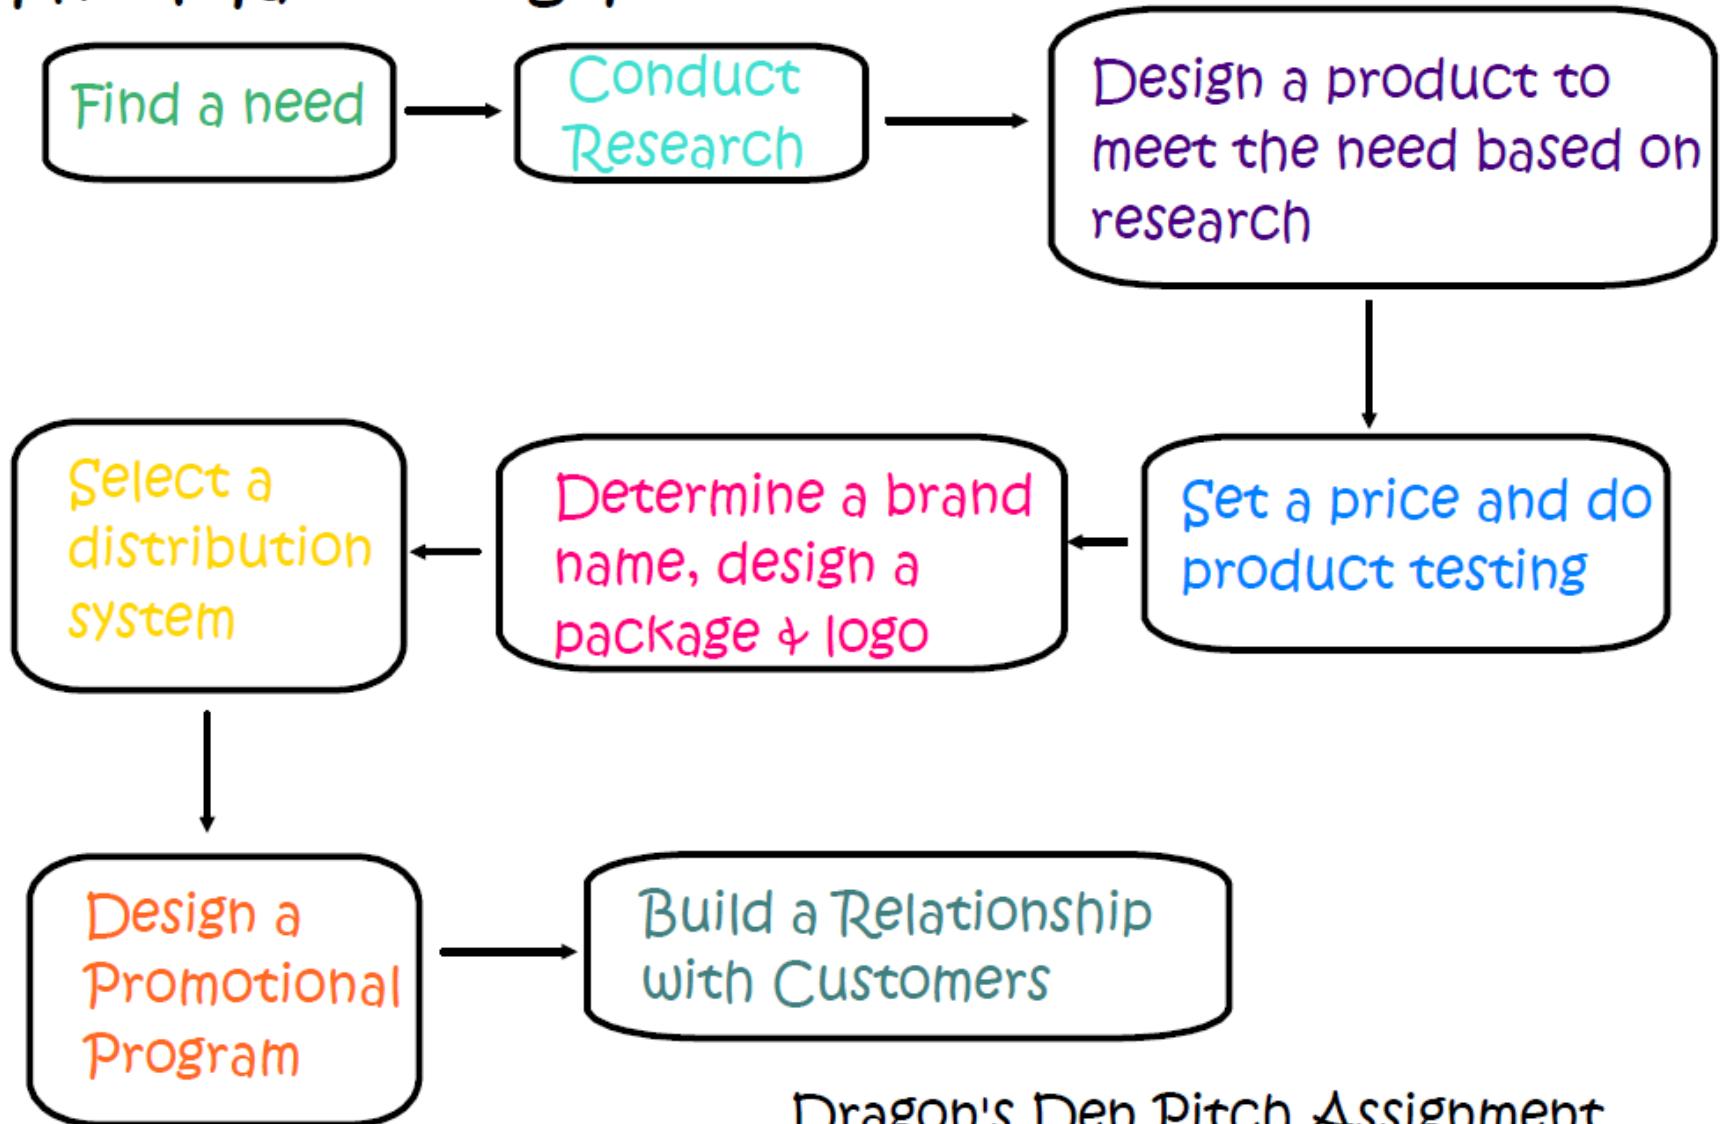 Find a need
Conduct
Research
Design a product to
meet the need based on
research
Set a price and do
product testing
Determine a brand
name, design a
package & logo
Select a
distribution
system
Design a
Promotional
Program
Build a Relationship
with Customers
Dragon's Den Pitch Assignment